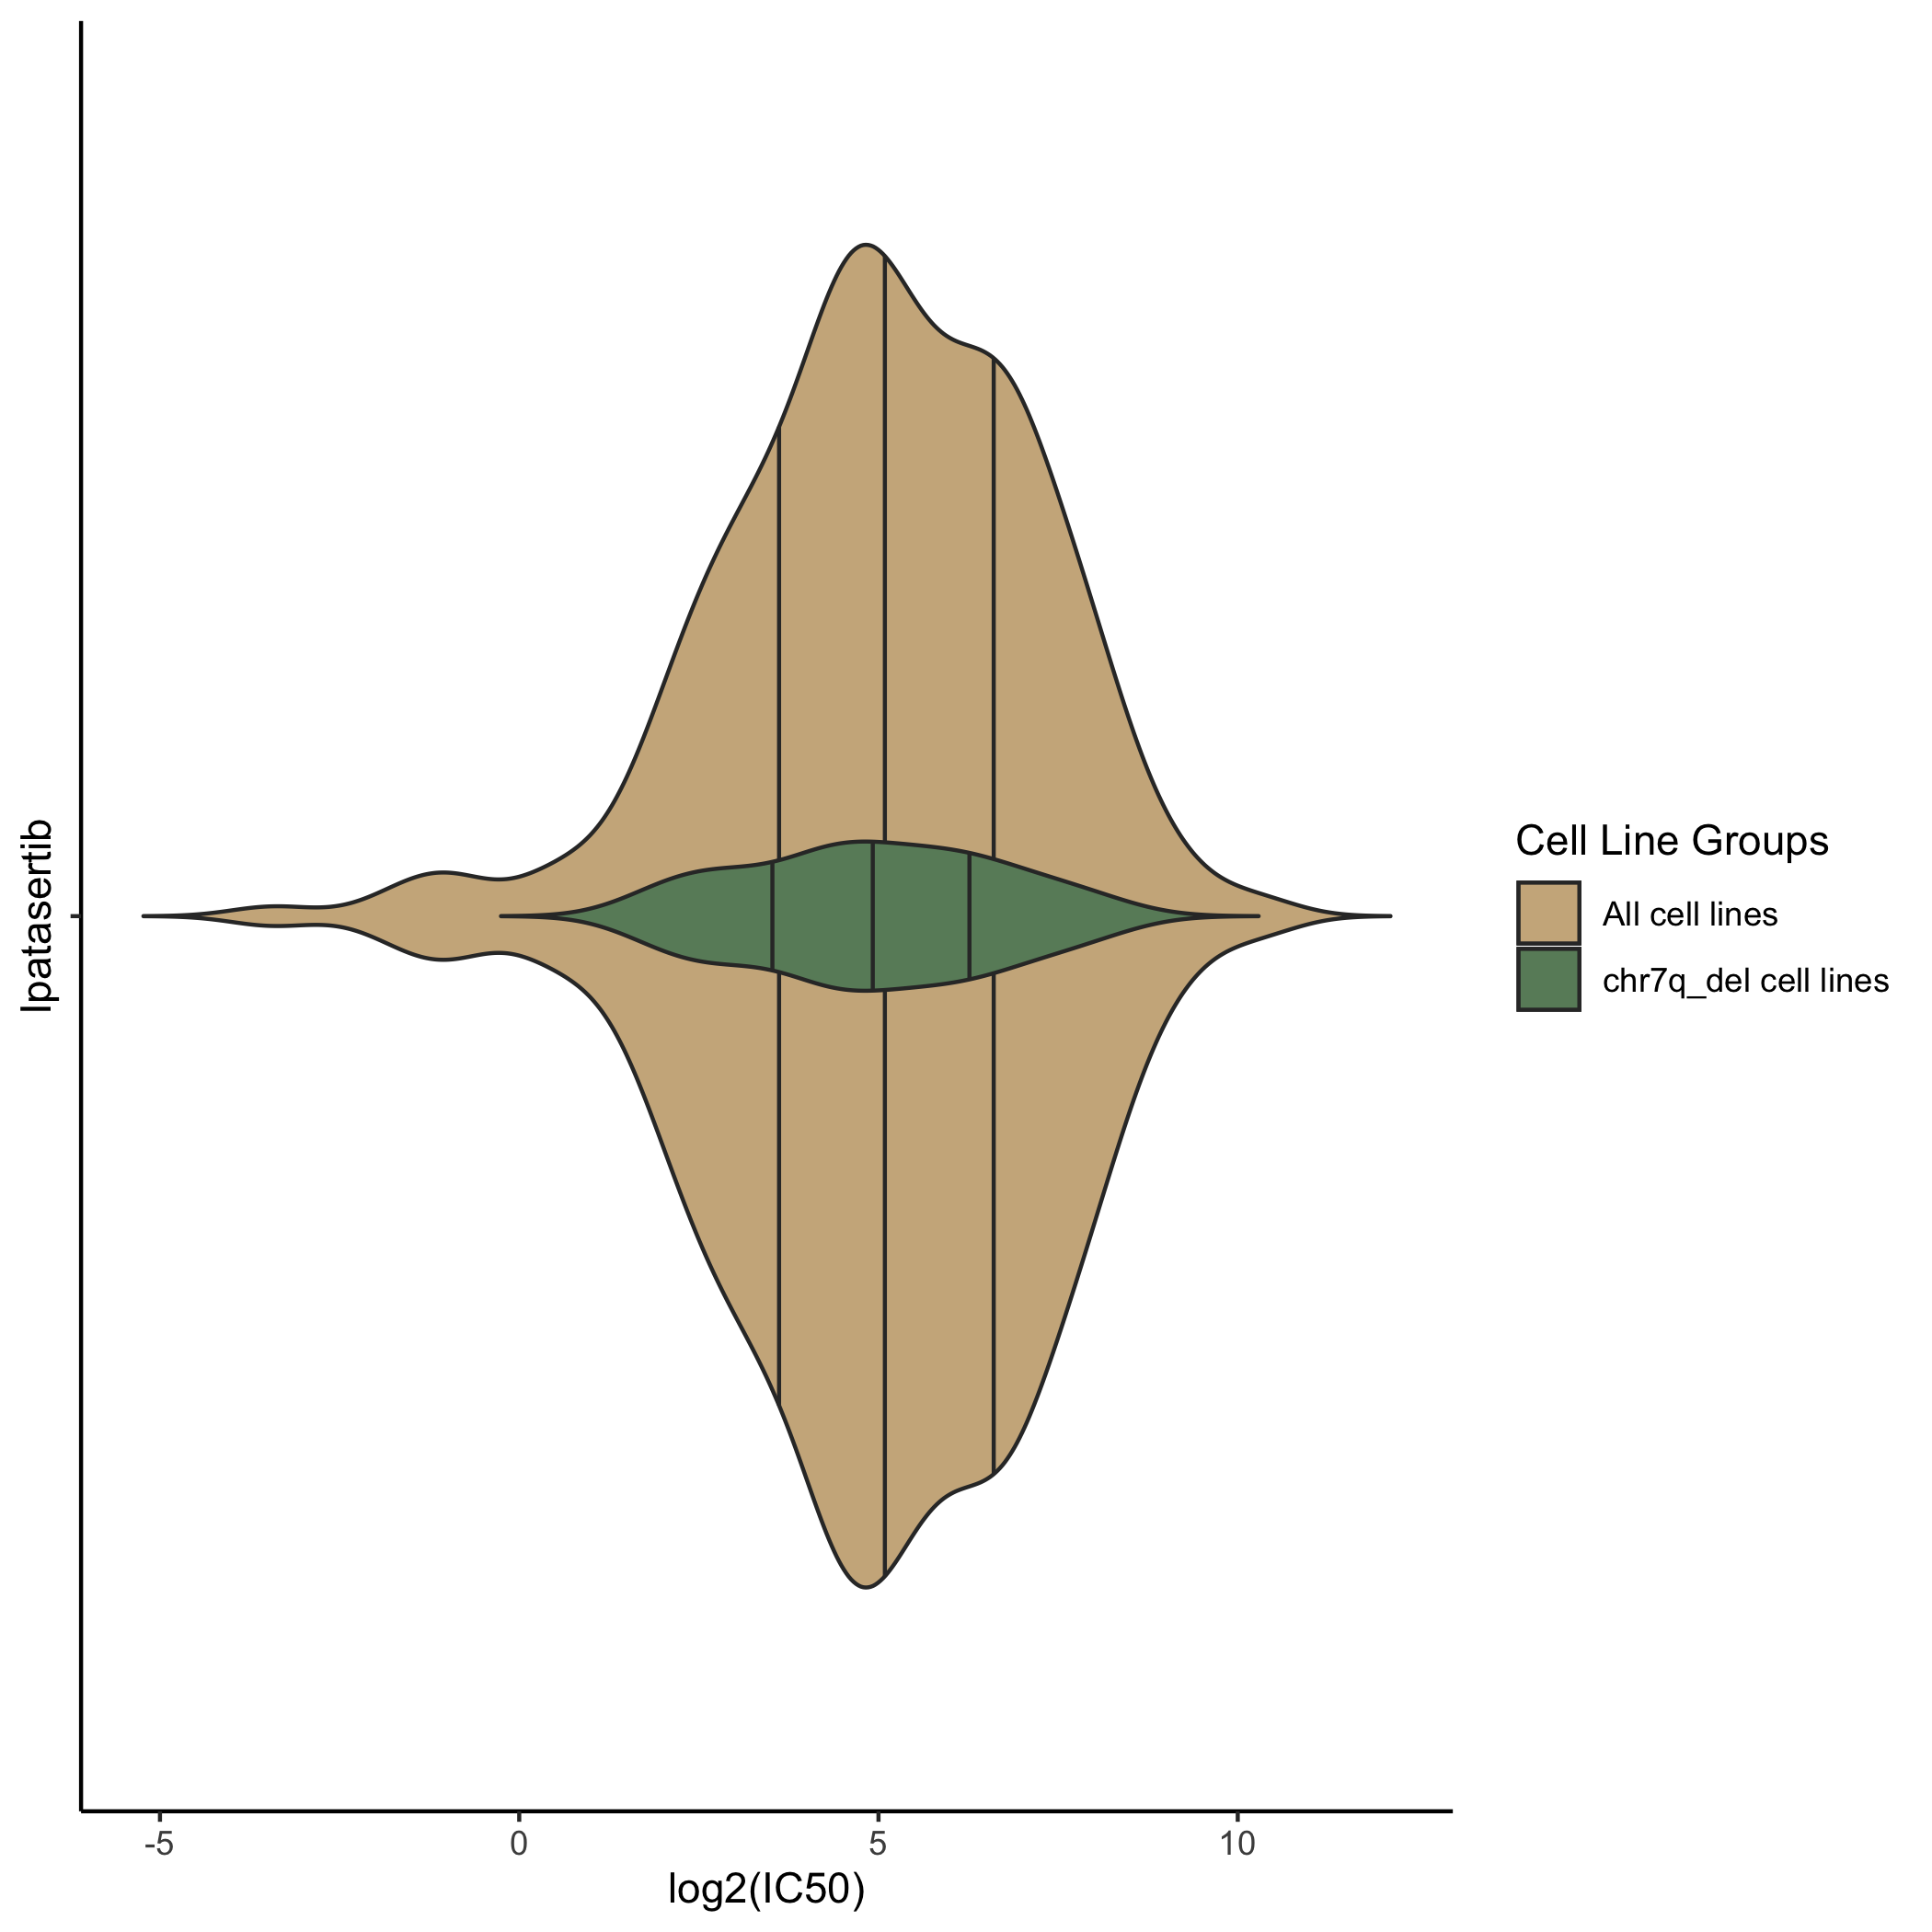 Ipatasertib
-5 0 5 10
log2(IC50)
Cell Line Groups
All cell lines
chr7q_del cell lines